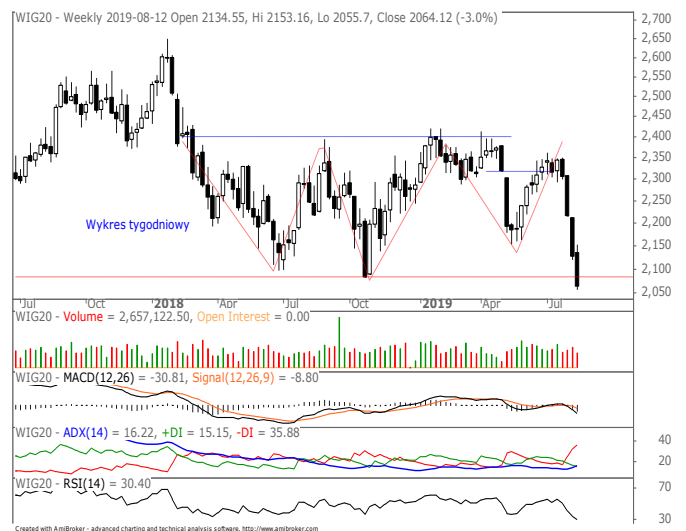 WIG20 - Weekly 2019-08-12 Open 2134.55, Hi 2153.16, Lo 2055.7, Close 2064.12 (-3.0%)
2,700
2,650
2,600
2,550
2,500
2,450
2,400
2,350
2,300
2,250
2,200
2,150
2,100
2,050
Wykres tygodniowy
Jul Oct 2018 Apr Jul Oct 2019 Apr Jul
WIG20 - Volume = 2,657,122.50, Open Interest = 0.00
WIG20 - MACD(12,26) = -30.81, Signal(12,26,9) = -8.80
WIG20 - ADX(14) = 16.22, +DI = 15.15, -DI = 35.88
40
20
WIG20 - RSI(14) = 30.40
70
30
Created with AmiBroker - advanced charting and technical analysis software. http://www.amibroker.com